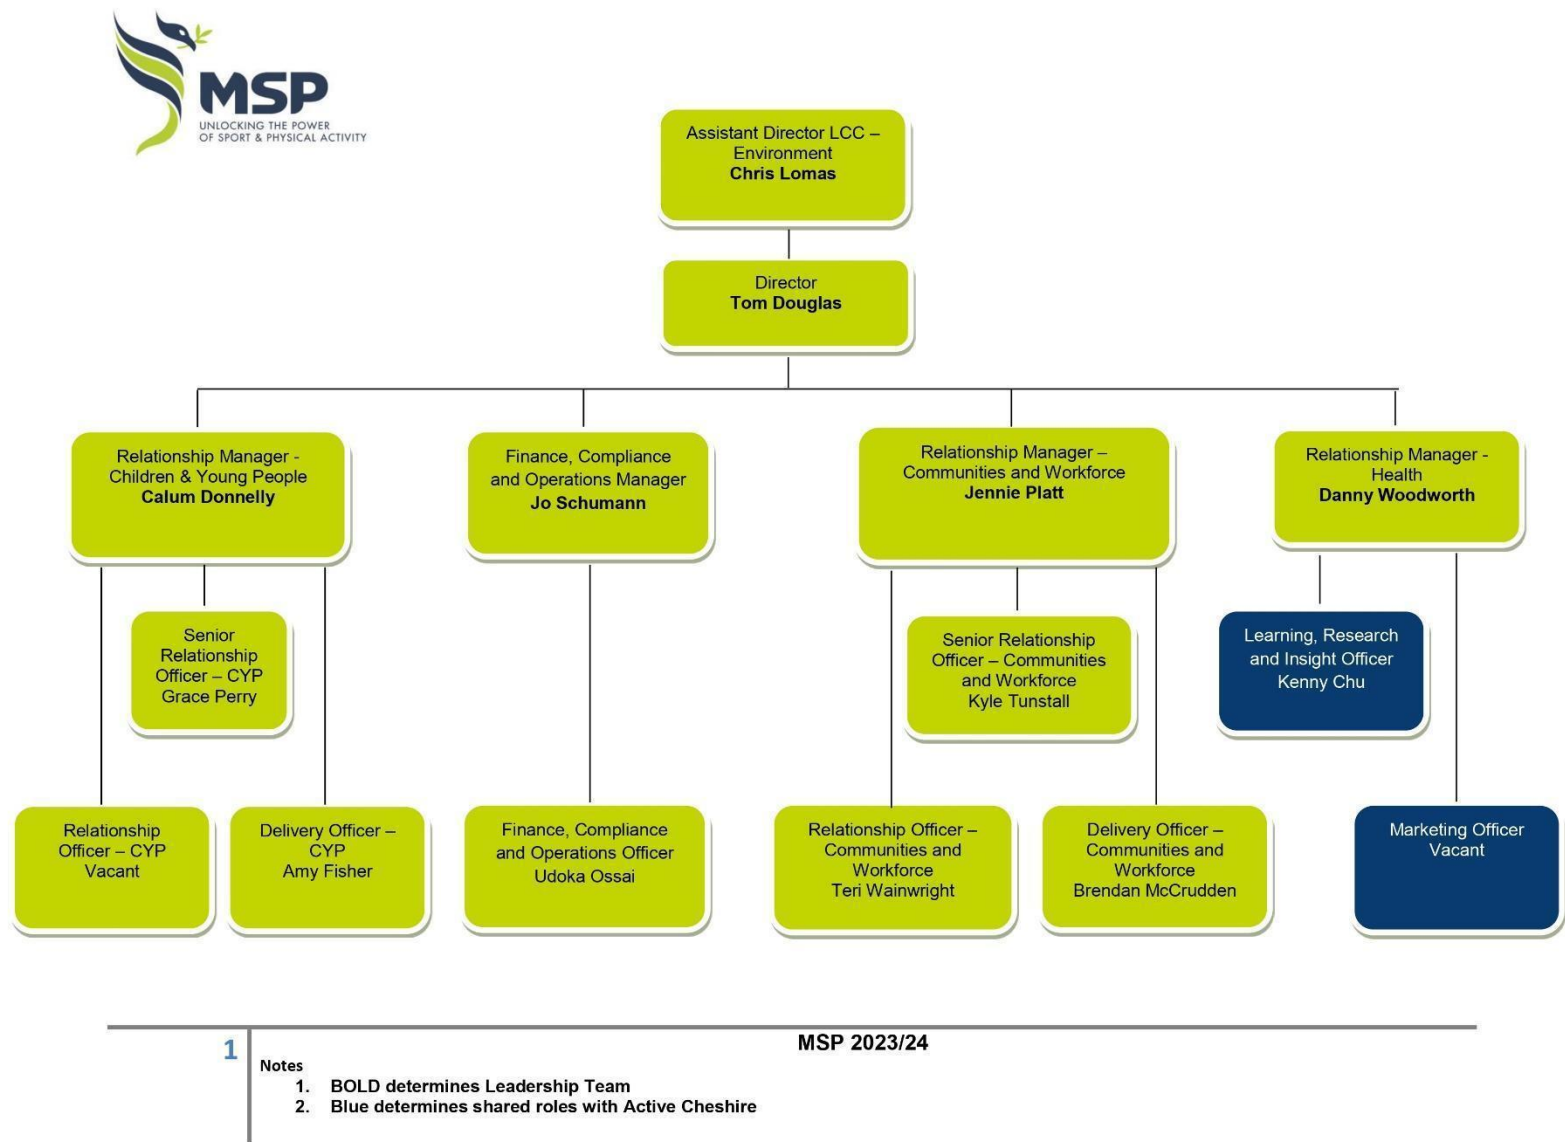 MSP
UNLOCKING THE POWER
OF SPORT & PHYSICAL ACTIVITY
Assistant Director LCC –
Environment
Chris Lomas
Director
Tom Douglas
Relationship Manager -
Children & Young People
Calum Donnelly
Finance, Compliance
and Operations Manager
Jo Schumann
Relationship Manager –
Communities and Workforce
Jennie Platt
Relationship Manager -
Health
Danny Woodworth
Senior
Relationship
Officer – CYP
Grace Perry
Senior Relationship
Officer – Communities
and Workforce
Kyle Tunstall
Learning, Research
and Insight Officer
Kenny Chu
Relationship
Officer – CYP
Vacant
Delivery Officer –
CYP
Amy Fisher
Finance, Compliance
and Operations Officer
Udoka Ossai
Relationship Officer –
Communities and
Workforce
Teri Wainwright
Delivery Officer –
Communities and
Workforce
Brendan McCrudden
Marketing Officer
Vacant
1
MSP 2023/24
Notes
1. BOLD determines Leadership Team
2. Blue determines shared roles with Active Cheshire